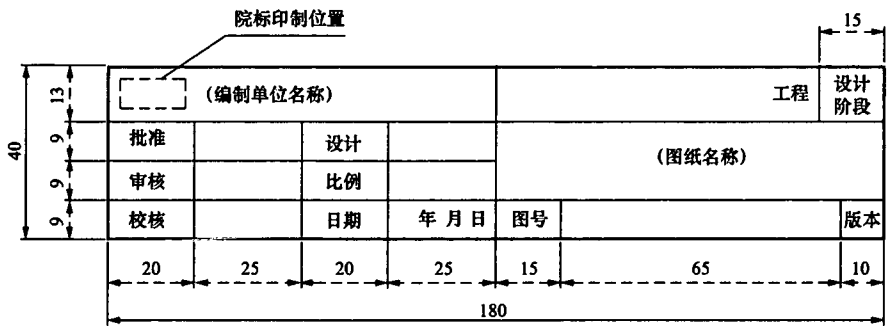 院标印制位置
15
13
(编制单位名称)
工程
设计
阶段
40
9
批准
设计
(图纸名称)
9
审核
比例
9
校核
日期
年 月 日
图号
版本
20
25
20
25
15
65
10
180